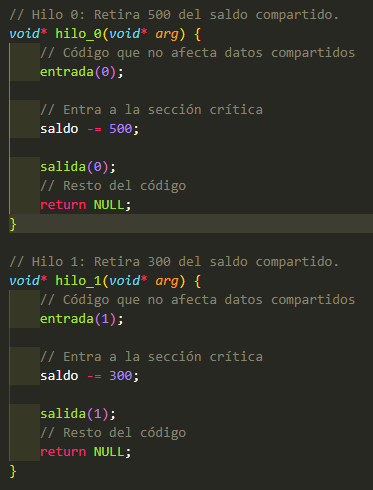 // Hilo 0: Retira 500 del saldo compartido.
void* hilo_0(void* arg) {
    // Código que no afecta datos compartidos
    entrada(0);
    // Entra a la sección crítica
    saldo -= 500;
    salida(0);
    // Resto del código
    return NULL;
}
// Hilo 1: Retira 300 del saldo compartido.
void* hilo_1(void* arg) {
    // Código que no afecta datos compartidos
    entrada(1);
    // Entra a la sección crítica
    saldo -= 300;
    salida(1);
    // Resto del código
    return NULL;
}